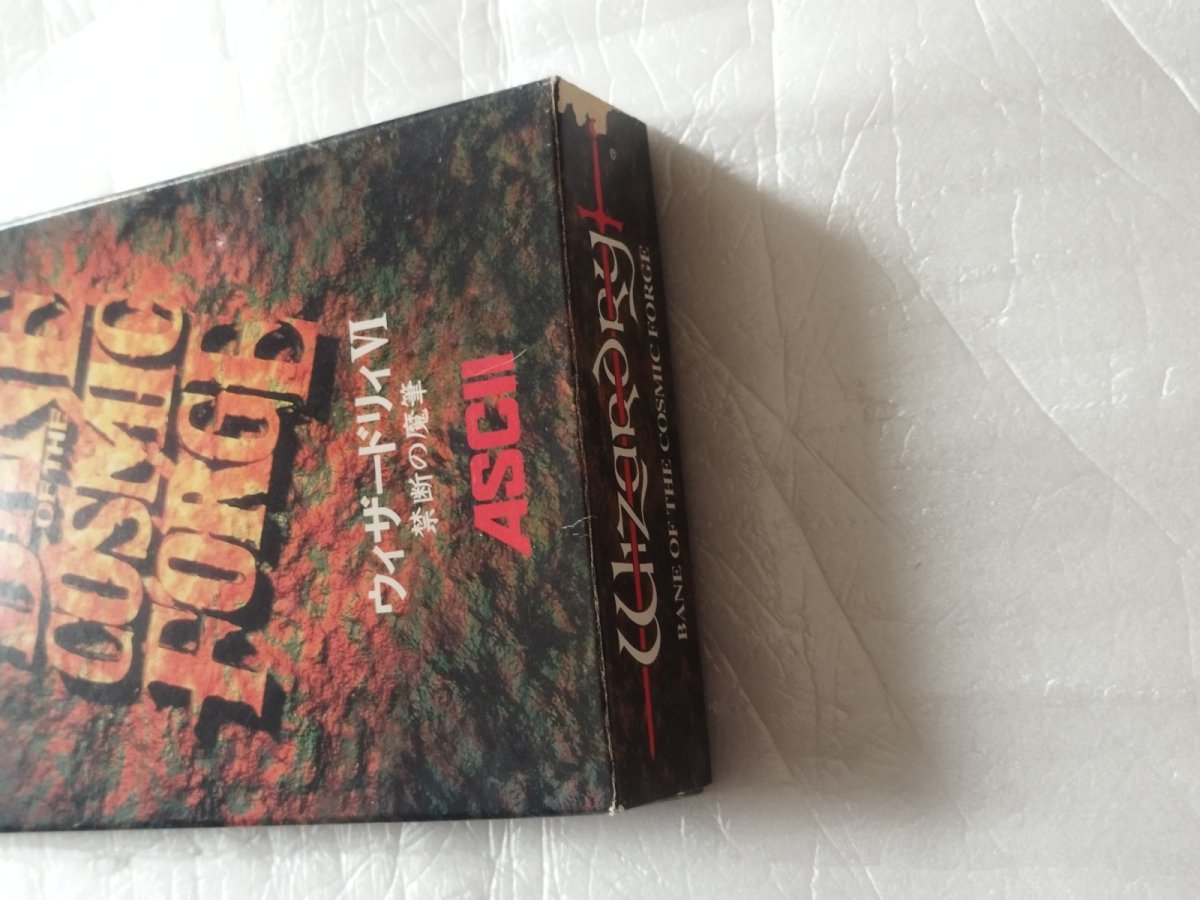 BANE
OF THE
COSMIC
FORGE
ウィザードリィVI
禁断の魔筆
ASCII
Wizardry®
BANE OF THE COSMIC FORGE